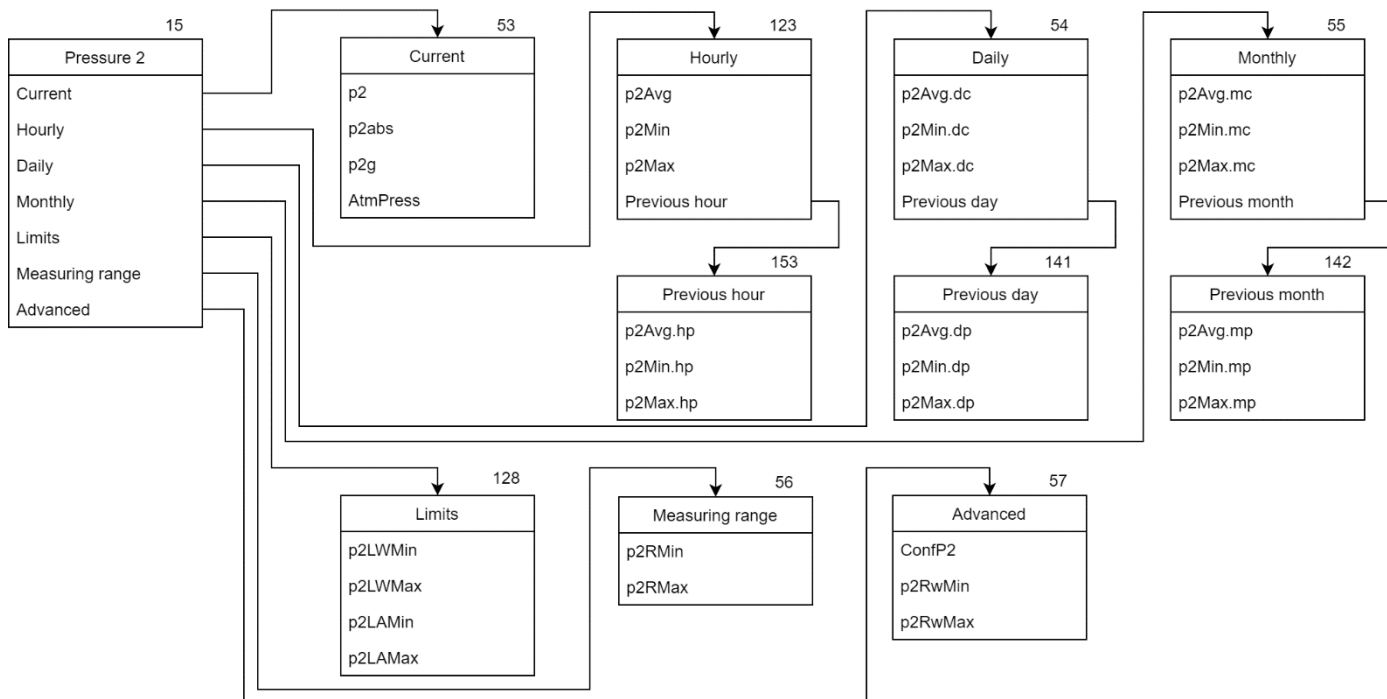 15
Pressure 2
Current
Hourly
Daily
Monthly
Limits
Measuring range
Advanced
53
Current
p2
p2abs
p2g
AtmPress
123
Hourly
p2Avg
p2Min
p2Max
Previous hour
54
Daily
p2Avg.dc
p2Min.dc
p2Max.dc
Previous day
55
Monthly
p2Avg.mc
p2Min.mc
p2Max.mc
Previous month
153
Previous hour
p2Avg.hp
p2Min.hp
p2Max.hp
141
Previous day
p2Avg.dp
p2Min.dp
p2Max.dp
142
Previous month
p2Avg.mp
p2Min.mp
p2Max.mp
128
Limits
p2LWMin
p2LWMax
p2LAMin
p2LAMax
56
Measuring range
p2RMin
p2RMax
57
Advanced
ConfP2
p2RwMin
p2RwMax